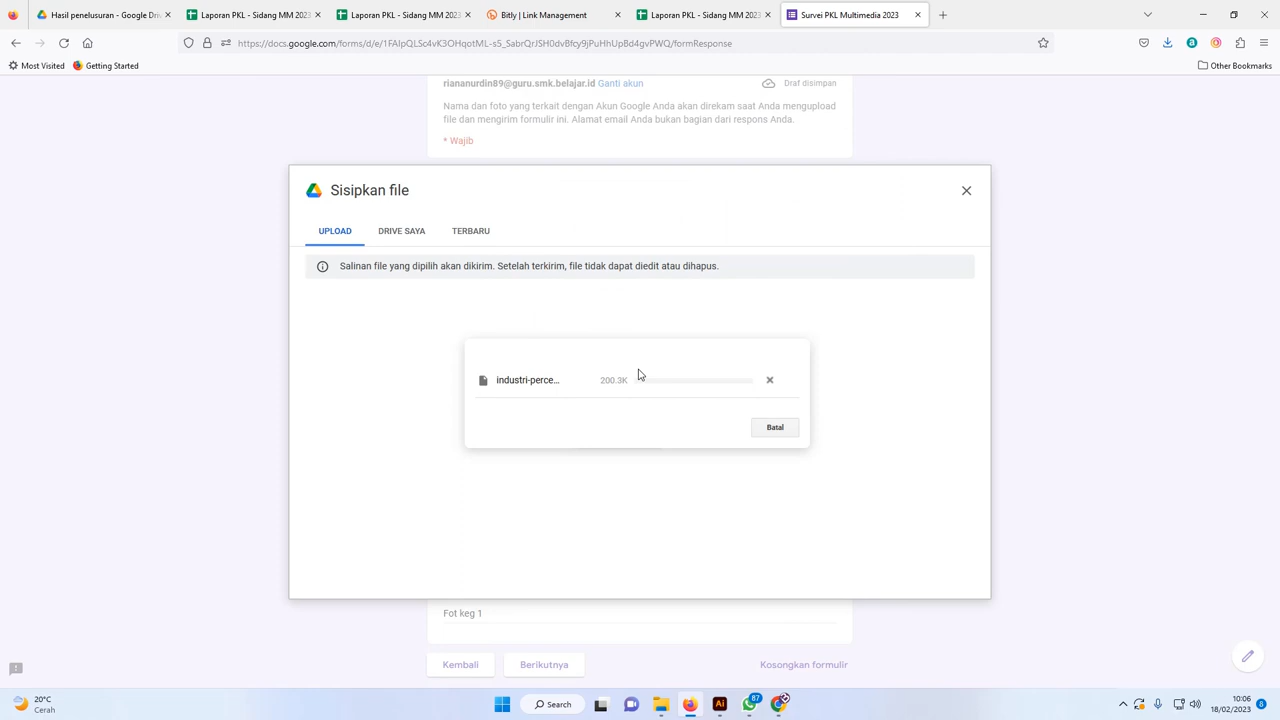 Hasil penelusuran - Google Driv
Laporan PKL - Sidang MM 2023
Laporan PKL - Sidang MM 2023
Bitly | Link Management
Laporan PKL - Sidang MM 2023
Survei PKL Multimedia 2023
https://docs.google.com/forms/d/e/1FAIpQLSc4vK3OHqotML-s5_SabrQrJSH0dvBfcy9jPuHhUpBd4gvPWQ/formResponse
Most Visited
Getting Started
Other Bookmarks
riananurdin89@guru.smk.belajar.id Ganti akun
Draf disimpan
Nama dan foto yang terkait dengan Akun Google Anda akan direkam saat Anda mengupload
file dan mengirim formulir ini. Alamat email Anda bukan bagian dari respons Anda.
* Wajib
Sisipkan file
UPLOAD
DRIVE SAYA
TERBARU
Salinan file yang dipilih akan dikirim. Setelah terkirim, file tidak dapat diedit atau dihapus.
industri-perce...
200.3K
Batal
Fot keg 1
Kembali
Berikutnya
Kosongkan formulir
20°C
Cerah
Search
Ai
87
10:06
18/02/2023